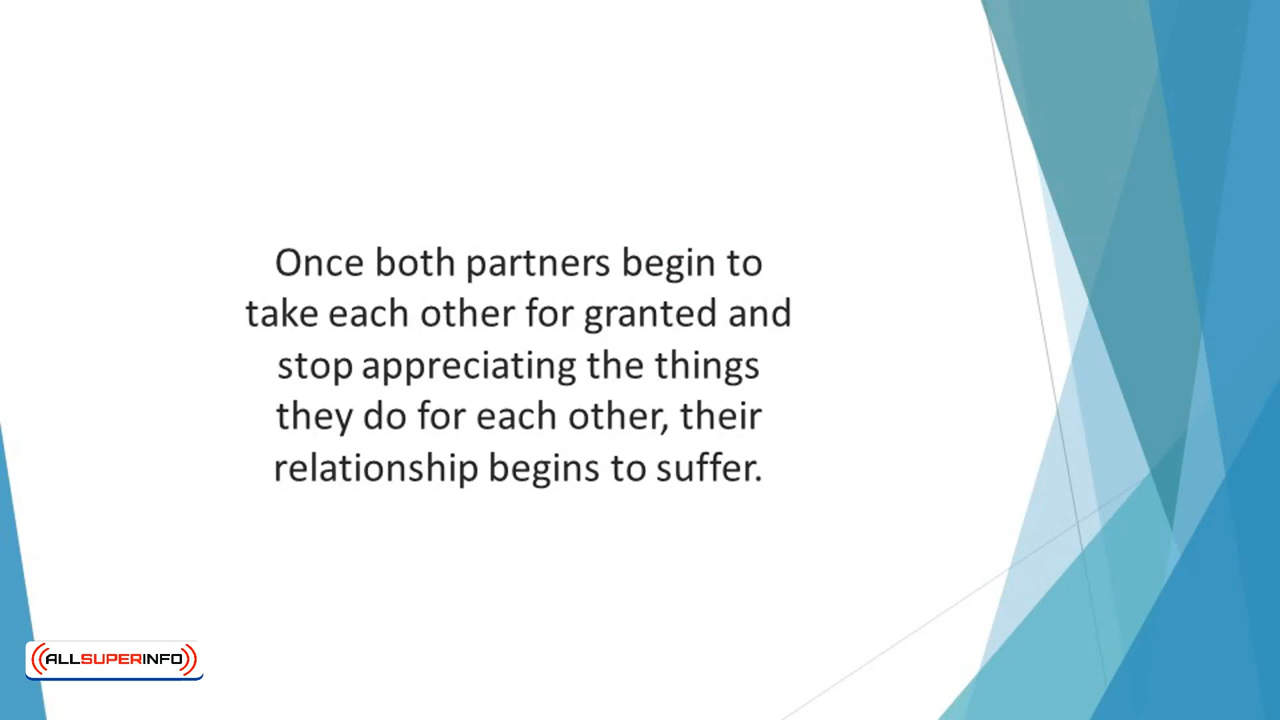 Once both partners begin to
take each other for granted and
stop appreciating the things
they do for each other, their
relationship begins to suffer.
ALLSUPERINFO